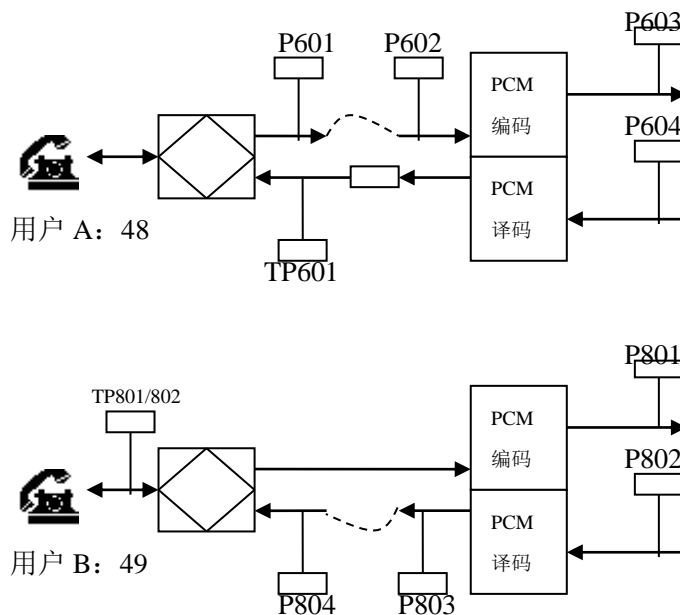 P601
P602
P603
PCM
编码
P604
PCM
译码
用户 A：48
TP601
P801
TP801/802
PCM
编码
P802
PCM
译码
用户 B：49
P804
P803